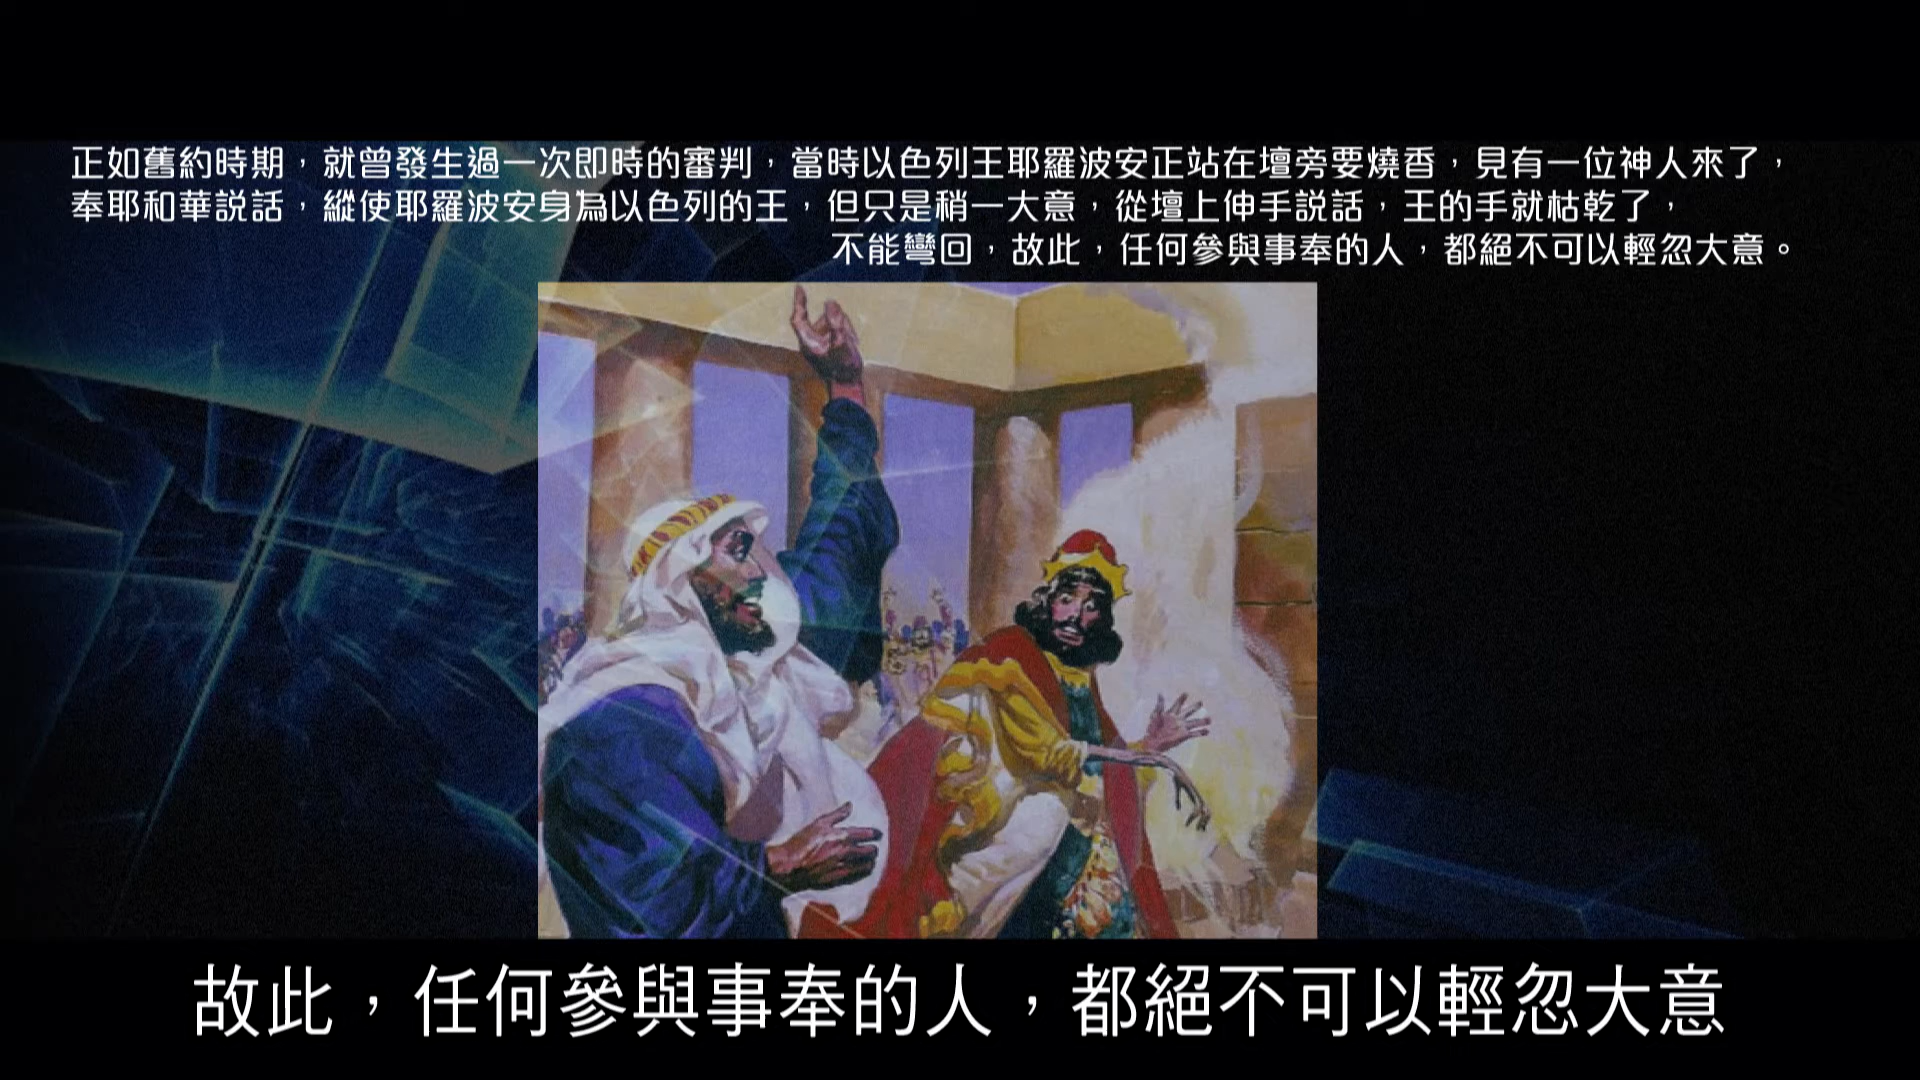 正如舊約時期，就曾發生過一次即時的審判，當時以色列王耶羅波安正站在壇旁要燒香，見有一位神人來了，
奉耶和華說話，縱使耶羅波安身為以色列的王，但只是稍一大意，從壇上伸手說話，王的手就枯乾了，
不能彎回，故此，任何參與事奉的人，都絕不可以輕忽大意。
故此，任何參與事奉的人，都絕不可以輕忽大意